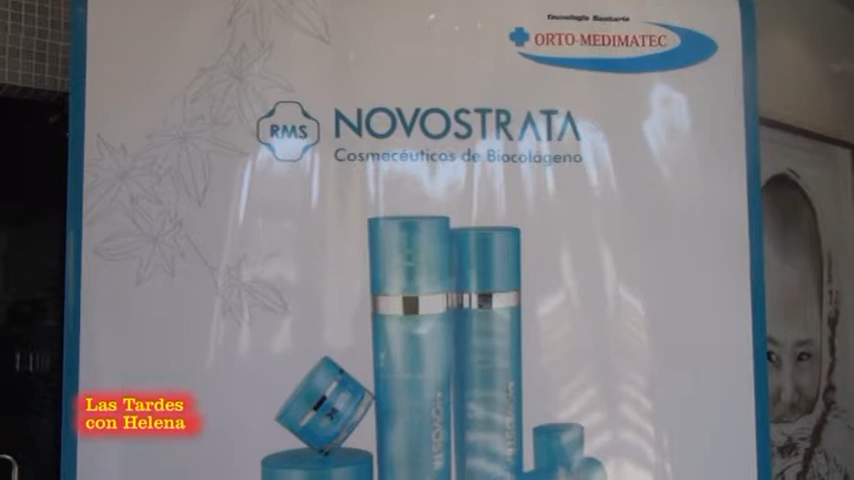 tecnología Sanitaria
ORTO-MEDIMATEC
RMS
NOVOSTRATA
Cosmecéuticos de Biocolágeno
Las Tardes
con Helena